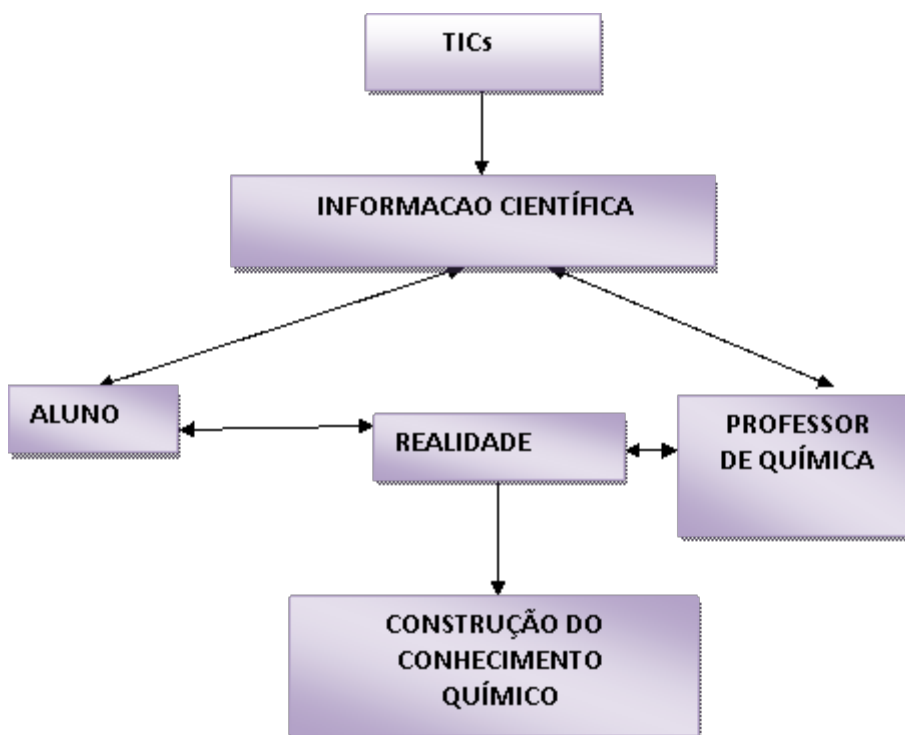 TICs
INFORMACAO CIENTÍFICA
ALUNO
REALIDADE
PROFESSOR
DE QUÍMICA
CONSTRUÇÃO DO
CONHECIMENTO
QUÍMICO